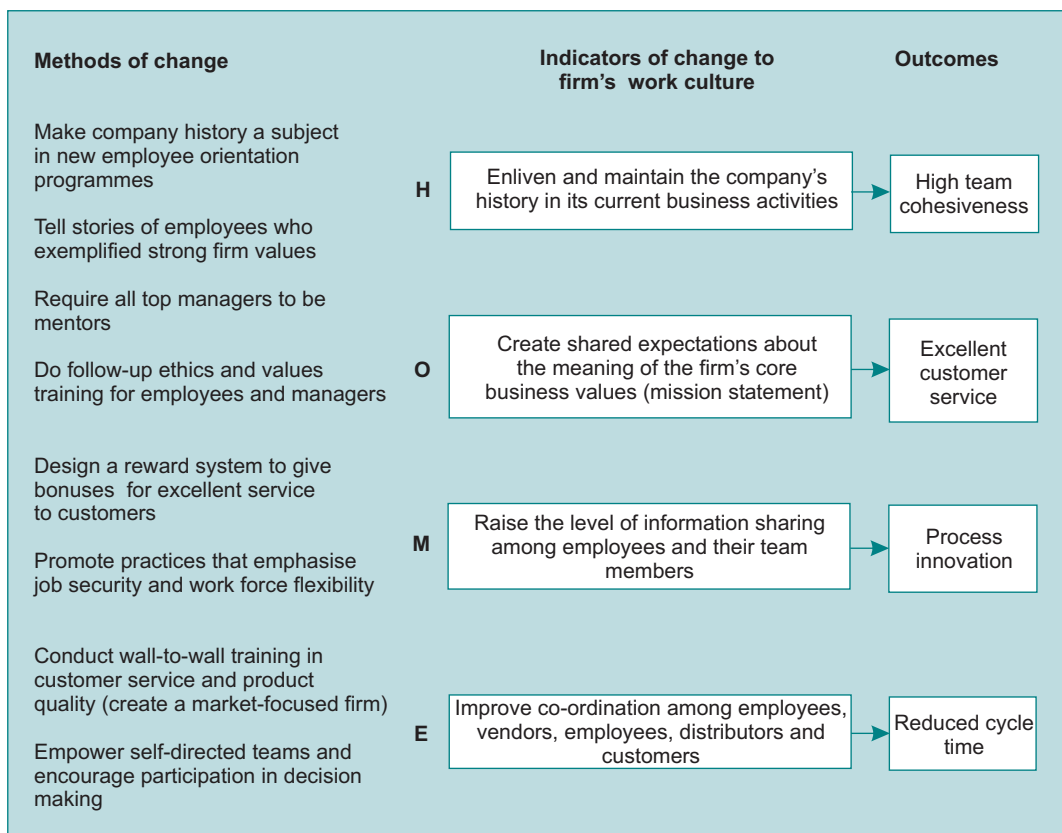 Methods of change
Indicators of change to
firm's work culture
Outcomes
Make company history a subject
in new employee orientation
programmes
Tell stories of employees who
exemplified strong firm values
H
Enliven and maintain the company's
history in its current business activities
High team
cohesiveness
Require all top managers to be
mentors
Do follow-up ethics and values
training for employees and managers
O
Create shared expectations about
the meaning of the firm's core
business values (mission statement)
Excellent
customer
service
Design a reward system to give
bonuses for excellent service
to customers
Promote practices that emphasise
job security and work force flexibility
M
Raise the level of information sharing
among employees and their team
members
Process
innovation
Conduct wall-to-wall training in
customer service and product
quality (create a market-focused firm)
Empower self-directed teams and
encourage participation in decision
making
E
Improve co-ordination among employees,
vendors, employees, distributors and
customers
Reduced cycle
time